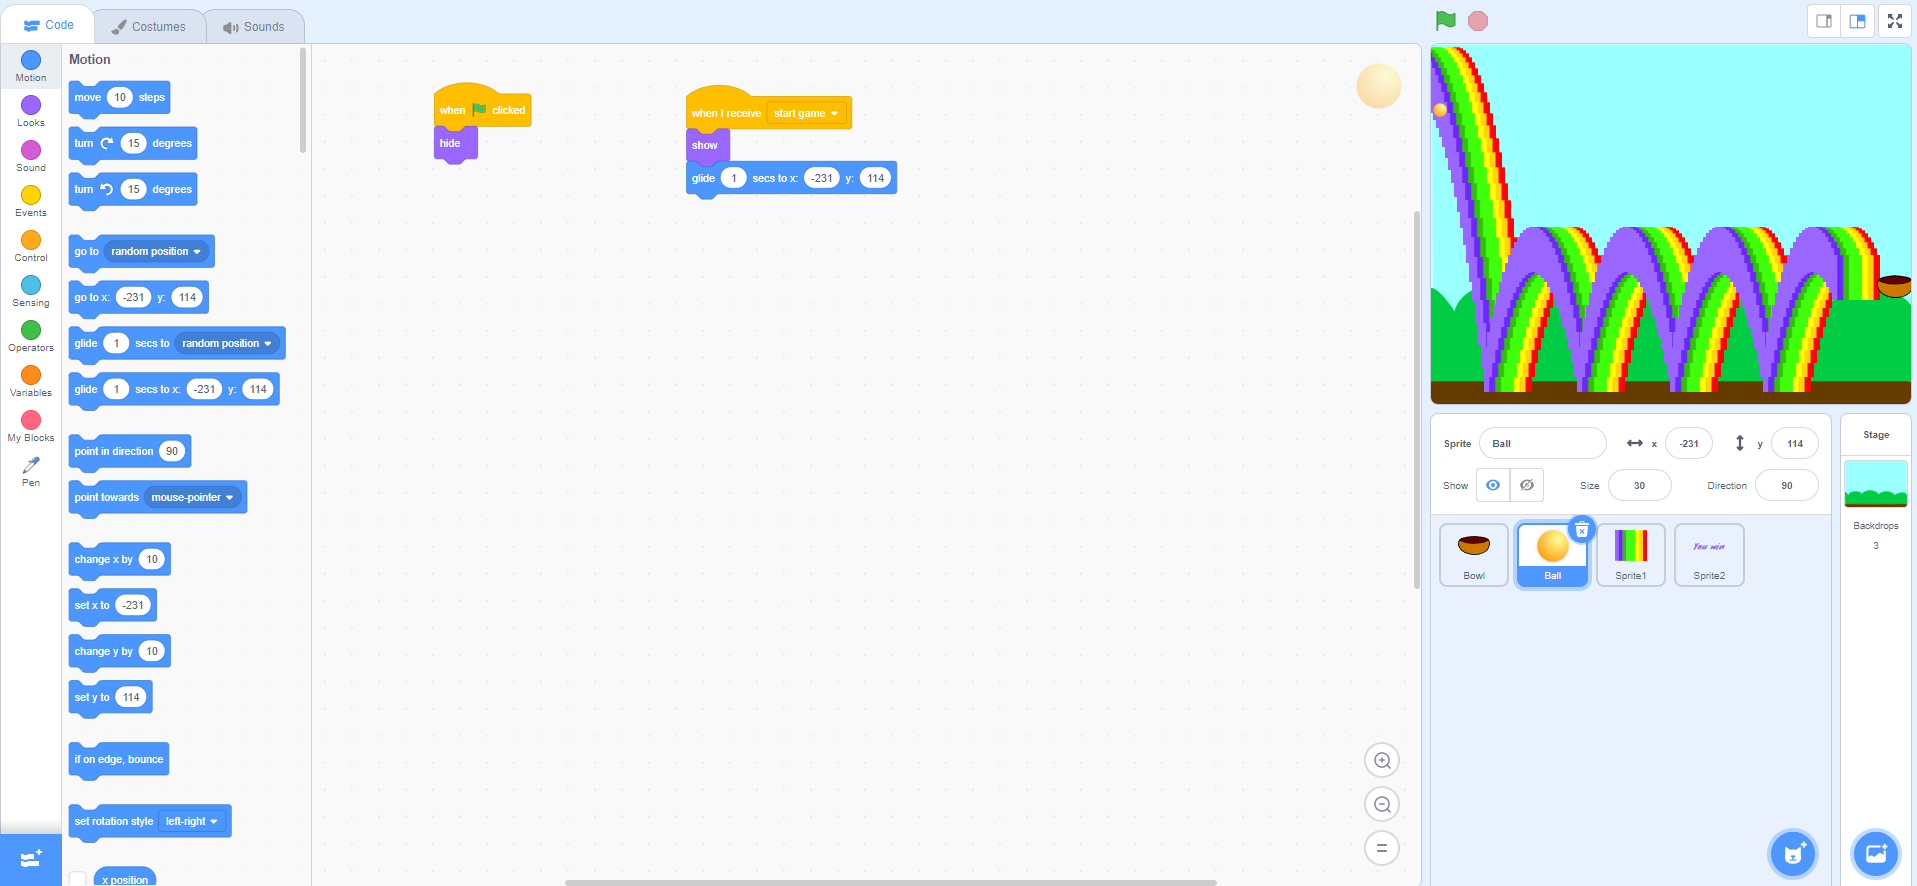 Code
Costumes
Sounds
Motion
Looks
Sound
Events
Control
Sensing
Operators
Variables
My Blocks
Pen
Motion
move 10 steps
turn 15 degrees
turn 15 degrees
go to random position
go to x: -231 y: 114
glide 1 secs to random position
glide 1 secs to x: -231 y: 114
point in direction 90
point towards mouse-pointer
change x by 10
set x to -231
change y by 10
set y to 114
if on edge, bounce
set rotation style left-right
x position
when clicked
hide
when I receive start game
show
glide 1 secs to x: -231 y: 114
Sprite Ball x -231 y 114
Show Size 30 Direction 90
Bowl
Ball
Sprite1
You win
Sprite2
Stage
Backdrops
3